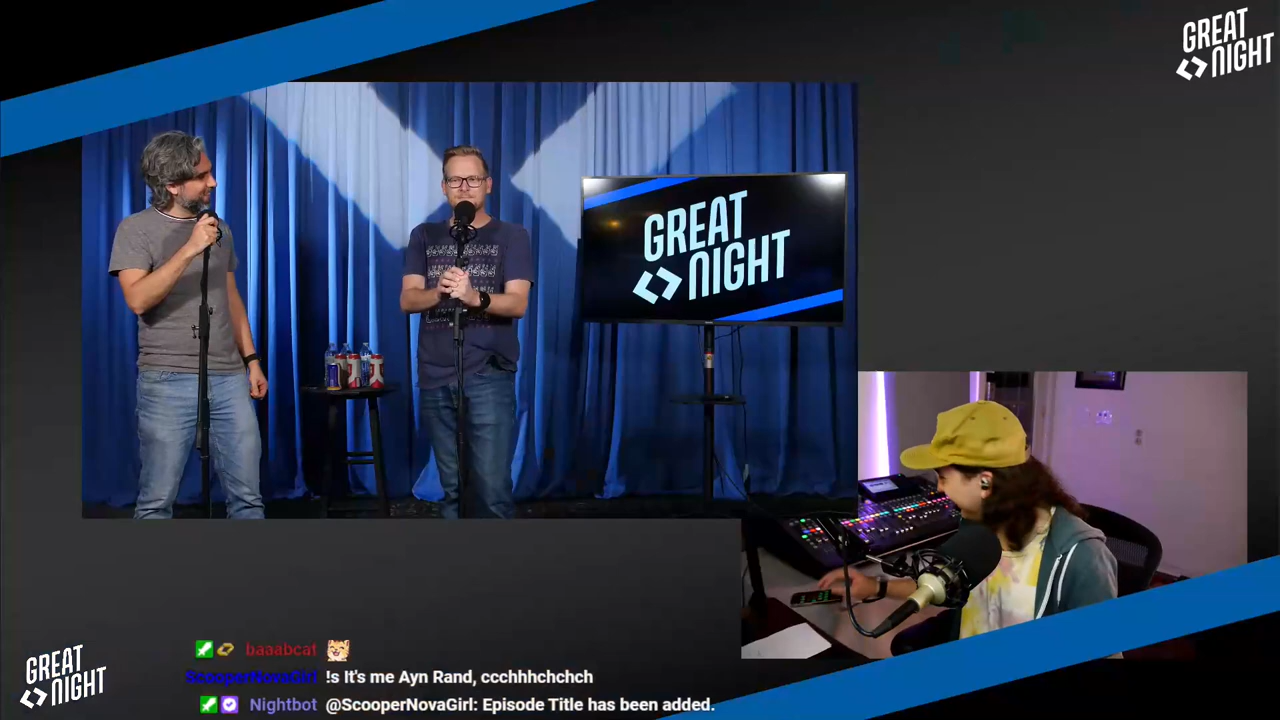 GREAT
NIGHT
GREAT
NIGHT
GREAT
NIGHT
baaabcat
ScooperNovaGirl !s It's me Ayn Rand, ccchhhchchch
Nightbot @ScooperNovaGirl: Episode Title has been added.